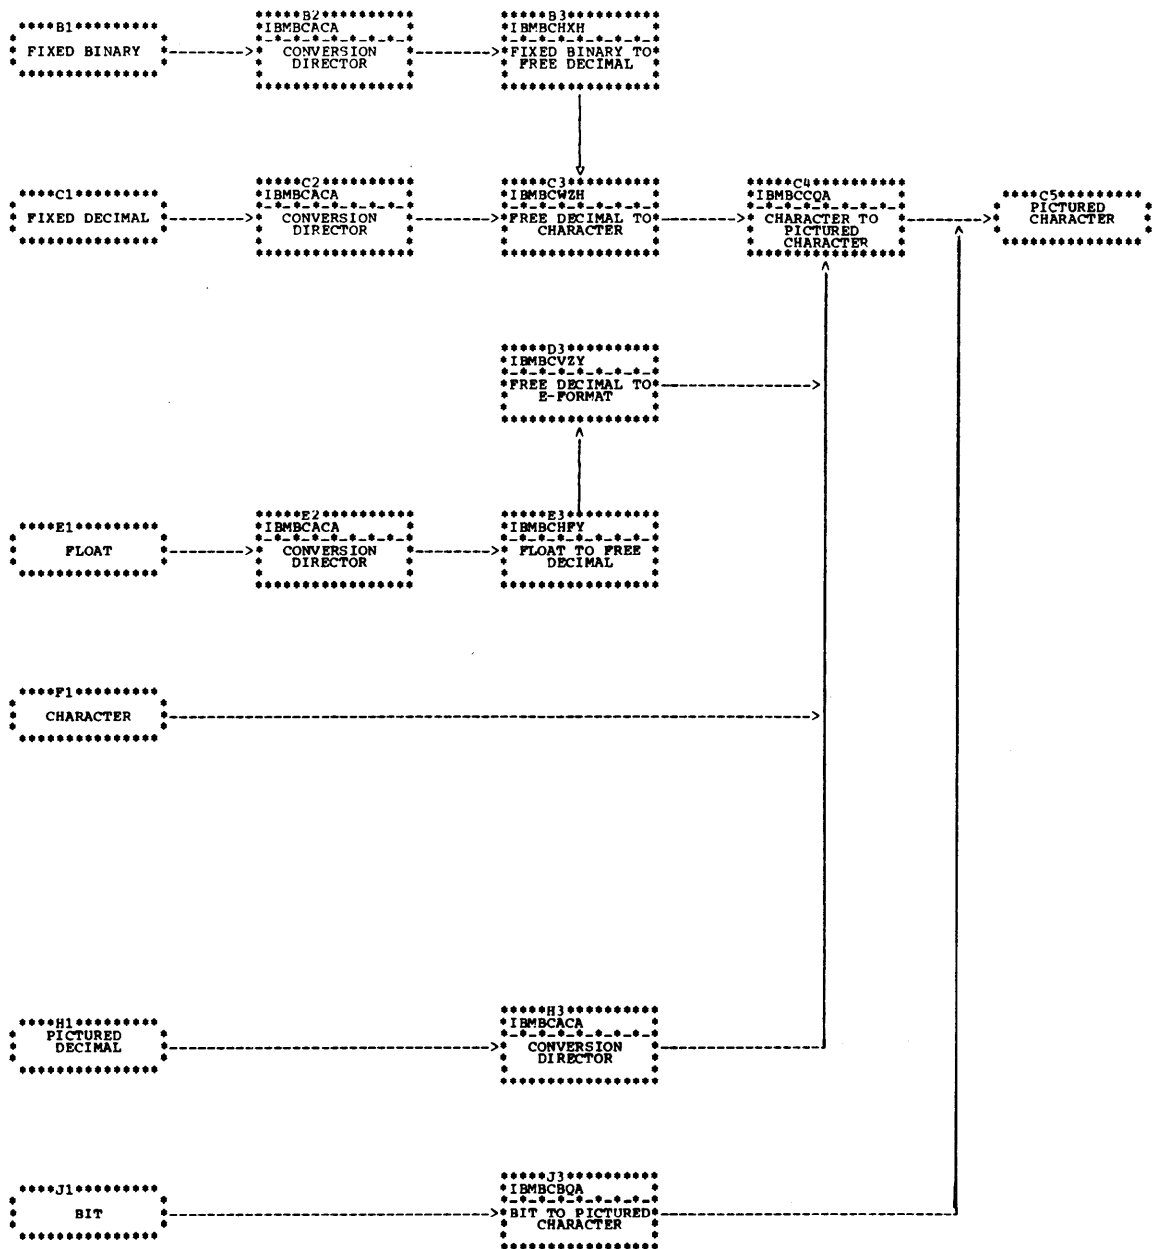 B1
FIXED BINARY
B2
IBMBCACA
CONVERSION
DIRECTOR
B3
IBMBCHXH
FIXED BINARY TO
FREE DECIMAL
C1
FIXED DECIMAL
C2
IBMBCACA
CONVERSION
DIRECTOR
C3
IBMBCWZH
FREE DECIMAL TO
CHARACTER
C4
IBMBCCQA
CHARACTER TO
PICTURED
CHARACTER
C5
PICTURED
CHARACTER
D3
IBMBCVZY
FREE DECIMAL TO
E-FORMAT
E1
FLOAT
E2
IBMBCACA
CONVERSION
DIRECTOR
E3
IBMBCHFY
FLOAT TO FREE
DECIMAL
F1
CHARACTER
H1
PICTURED
DECIMAL
H3
IBMBCACA
CONVERSION
DIRECTOR
J1
BIT
J3
IBMBCBQA
BIT TO PICTURED
CHARACTER